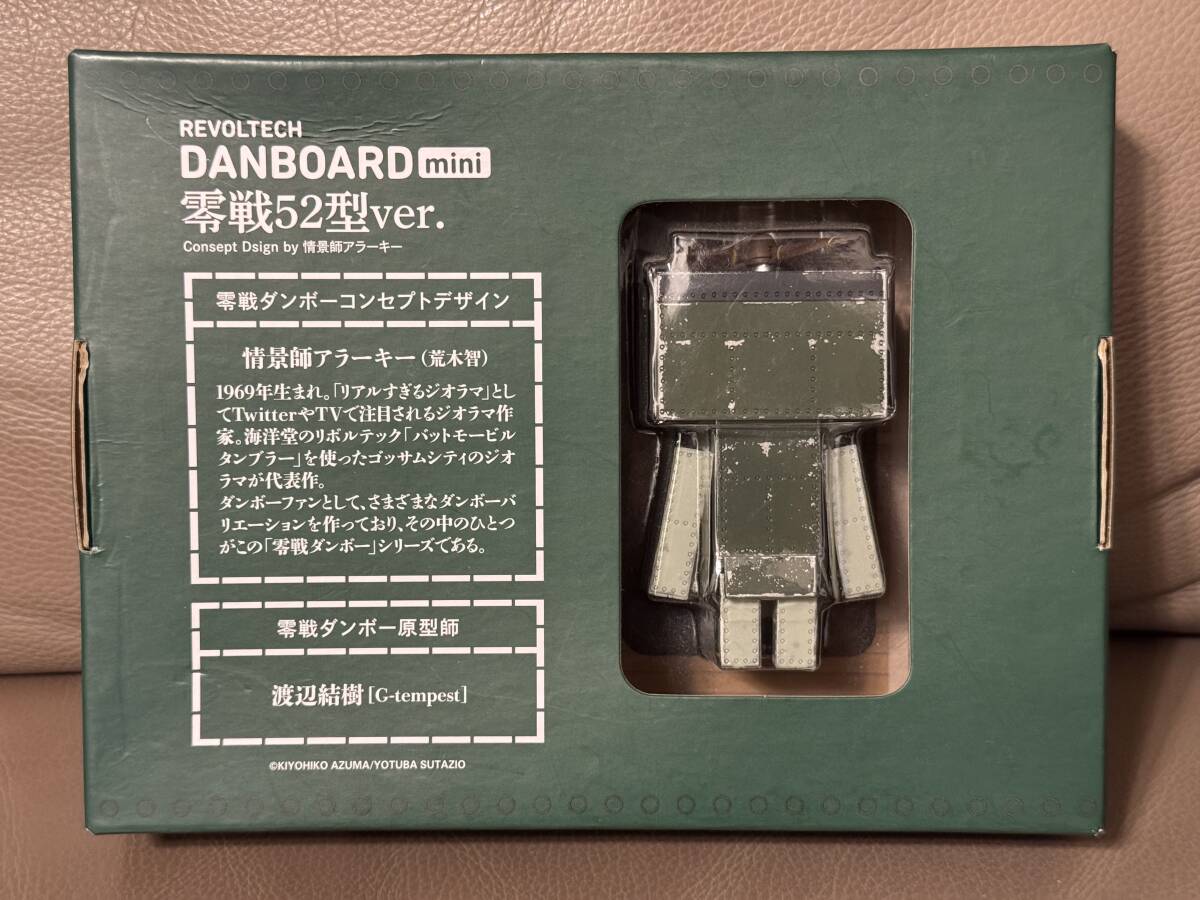 REVOLTECH
DANBOARD mini
零戦52型ver.
Consept Dsign by 情景師アラーキー
零戦ダンボーコンセプトデザイン
情景師アラーキー(荒木智)
1969年生まれ。「リアルすぎるジオラマ」とし
てTwitterやTVで注目されるジオラマ作
家。海洋堂のリボルテック「バットモービル
タンブラー」を使ったゴッサムシティのジオ
ラマが代表作。
ダンボーファンとして、さまざまなダンボーバ
リエーションを作っており、その中のひとつ
がこの「零戦ダンボー」シリーズである。
零戦ダンボー原型師
渡辺結樹[G-tempest]
©KIYOHIKO AZUMA/YOTUBA SUTAZIO